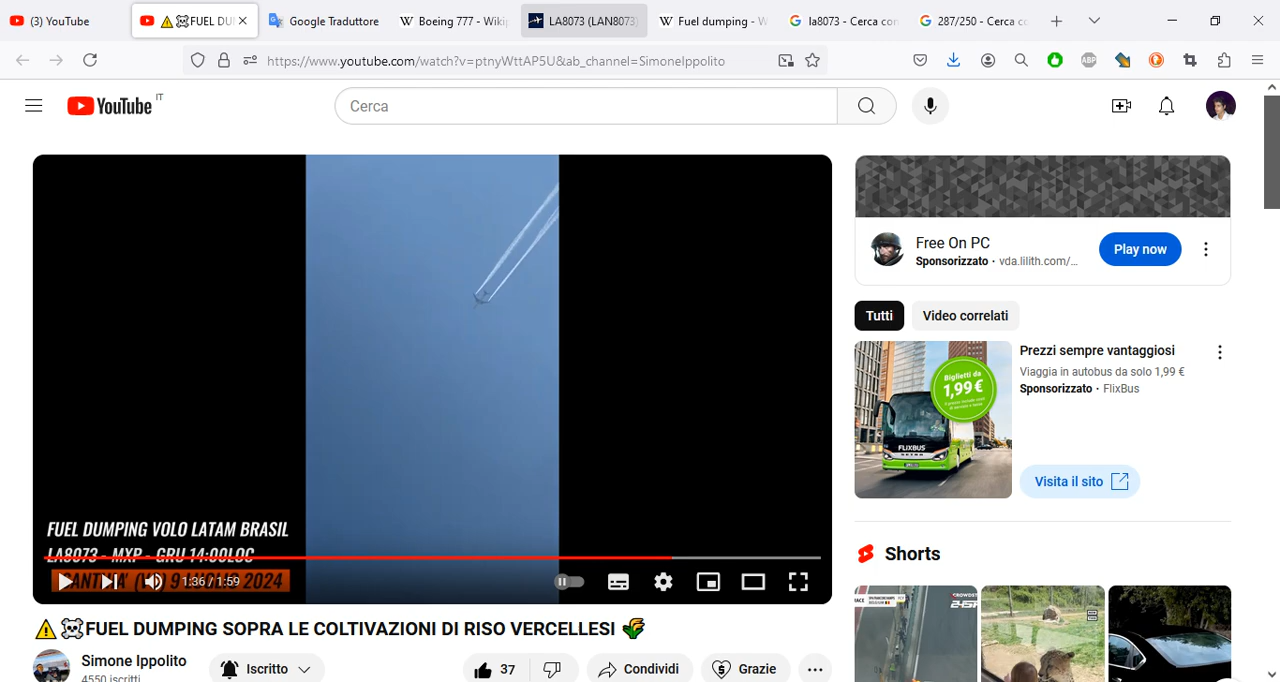 (3) YouTube
⚠️☠️FUEL DU
Google Traduttore
Boeing 777 - Wikip
LA8073 (LAN8073)
Fuel dumping - W
la8073 - Cerca con
287/250 - Cerca co
https://www.youtube.com/watch?v=ptnyWttAP5U&ab_channel=SimoneIppolito
ABP
YouTube IT
Cerca
FUEL DUMPING VOLO LATAM BRASIL
LA8073 - MXP - GRU 14:00LOC
2024
1:36 / 1:59
⚠️☠️FUEL DUMPING SOPRA LE COLTIVAZIONI DI RISO VERCELLESI 🌾
Simone Ippolito
4550 iscritti
Iscritto
37
Condividi
Grazie
Free On PC
Sponsorizzato · vda.lilith.com/...
Play now
Tutti
Video correlati
Biglietti da
1,99 €
FLIXBUS
Prezzi sempre vantaggiosi
Viaggia in autobus da solo 1,99 €
Sponsorizzato · FlixBus
Visita il sito
Shorts